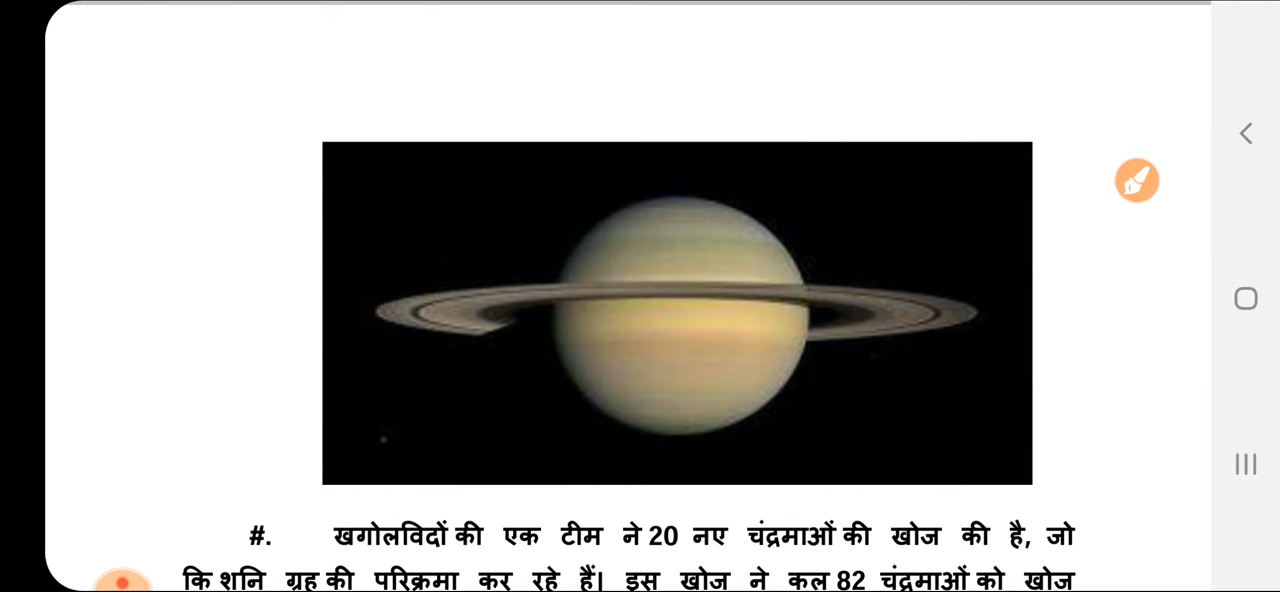 #. खगोलविदों की एक टीम ने 20 नए चंद्रमाओं की खोज की है, जो
कि शनि ग्रह की परिक्रमा कर रहे हैं। इस खोज ने कुल 82 चंद्रमाओं को खोज